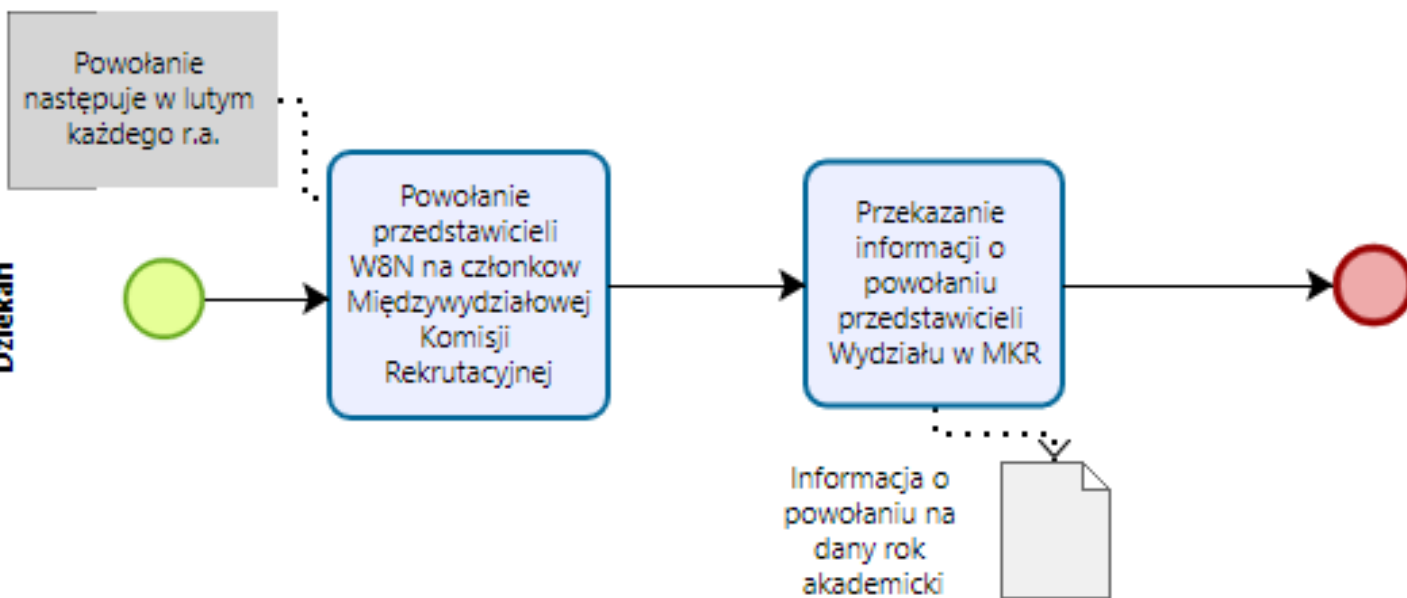 Powołanie
następuje w lutym
każdego r.a.
Dziekan
Powołanie
przedstawicieli
W8N na członkow
Międzywydziałowej
Komisji
Rekrutacyjnej
Przekazanie
informacji o
powołaniu
przedstawicieli
Wydziału w MKR
Informacja o
powołaniu na
dany rok
akademicki